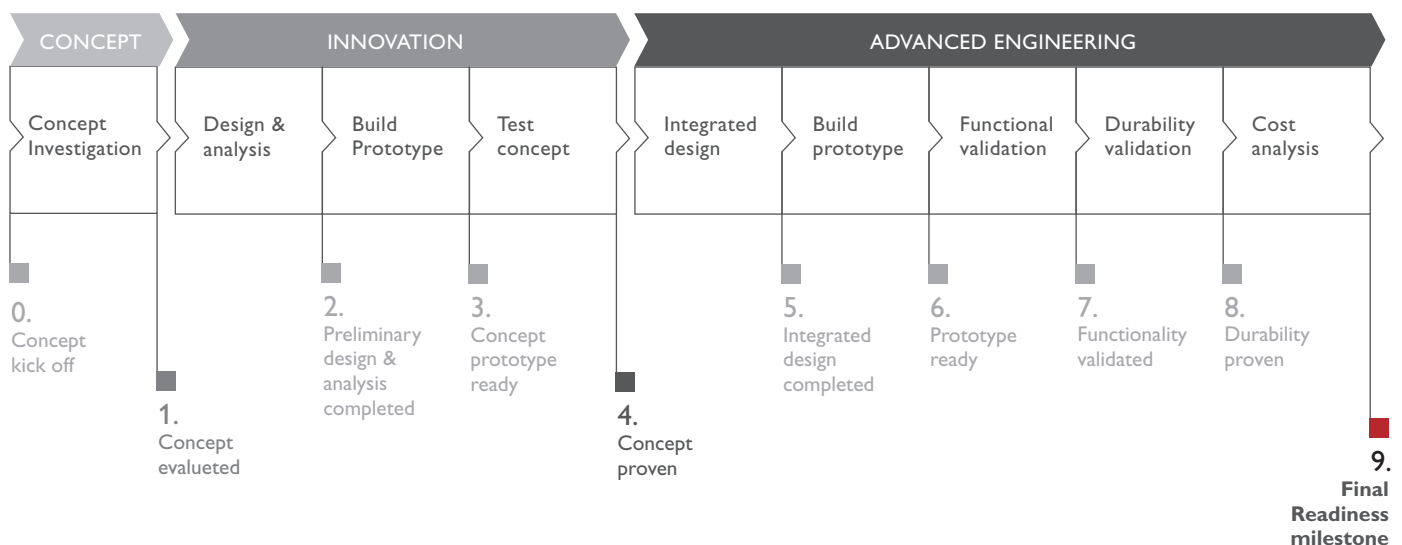 CONCEPT
INNOVATION
ADVANCED ENGINEERING
Concept
Investigation
Design &
analysis
Build
Prototype
Test
concept
Integrated
design
Build
prototype
Functional
validation
Durability
validation
Cost
analysis
0.
Concept
kick off
1.
Concept
evalueted
2.
Preliminary
design &
analysis
completed
3.
Concept
prototype
ready
4.
Concept
proven
5.
Integrated
design
completed
6.
Prototype
ready
7.
Functionality
validated
8.
Durability
proven
9.
Final
Readiness
milestone